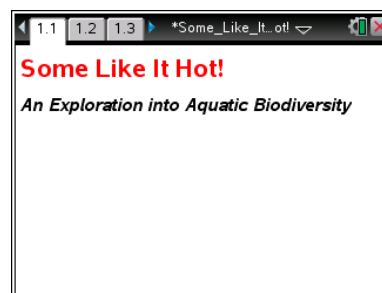 1.1 1.2 1.3 *Some_Like_It...ot!
Some Like It Hot!
An Exploration into Aquatic Biodiversity